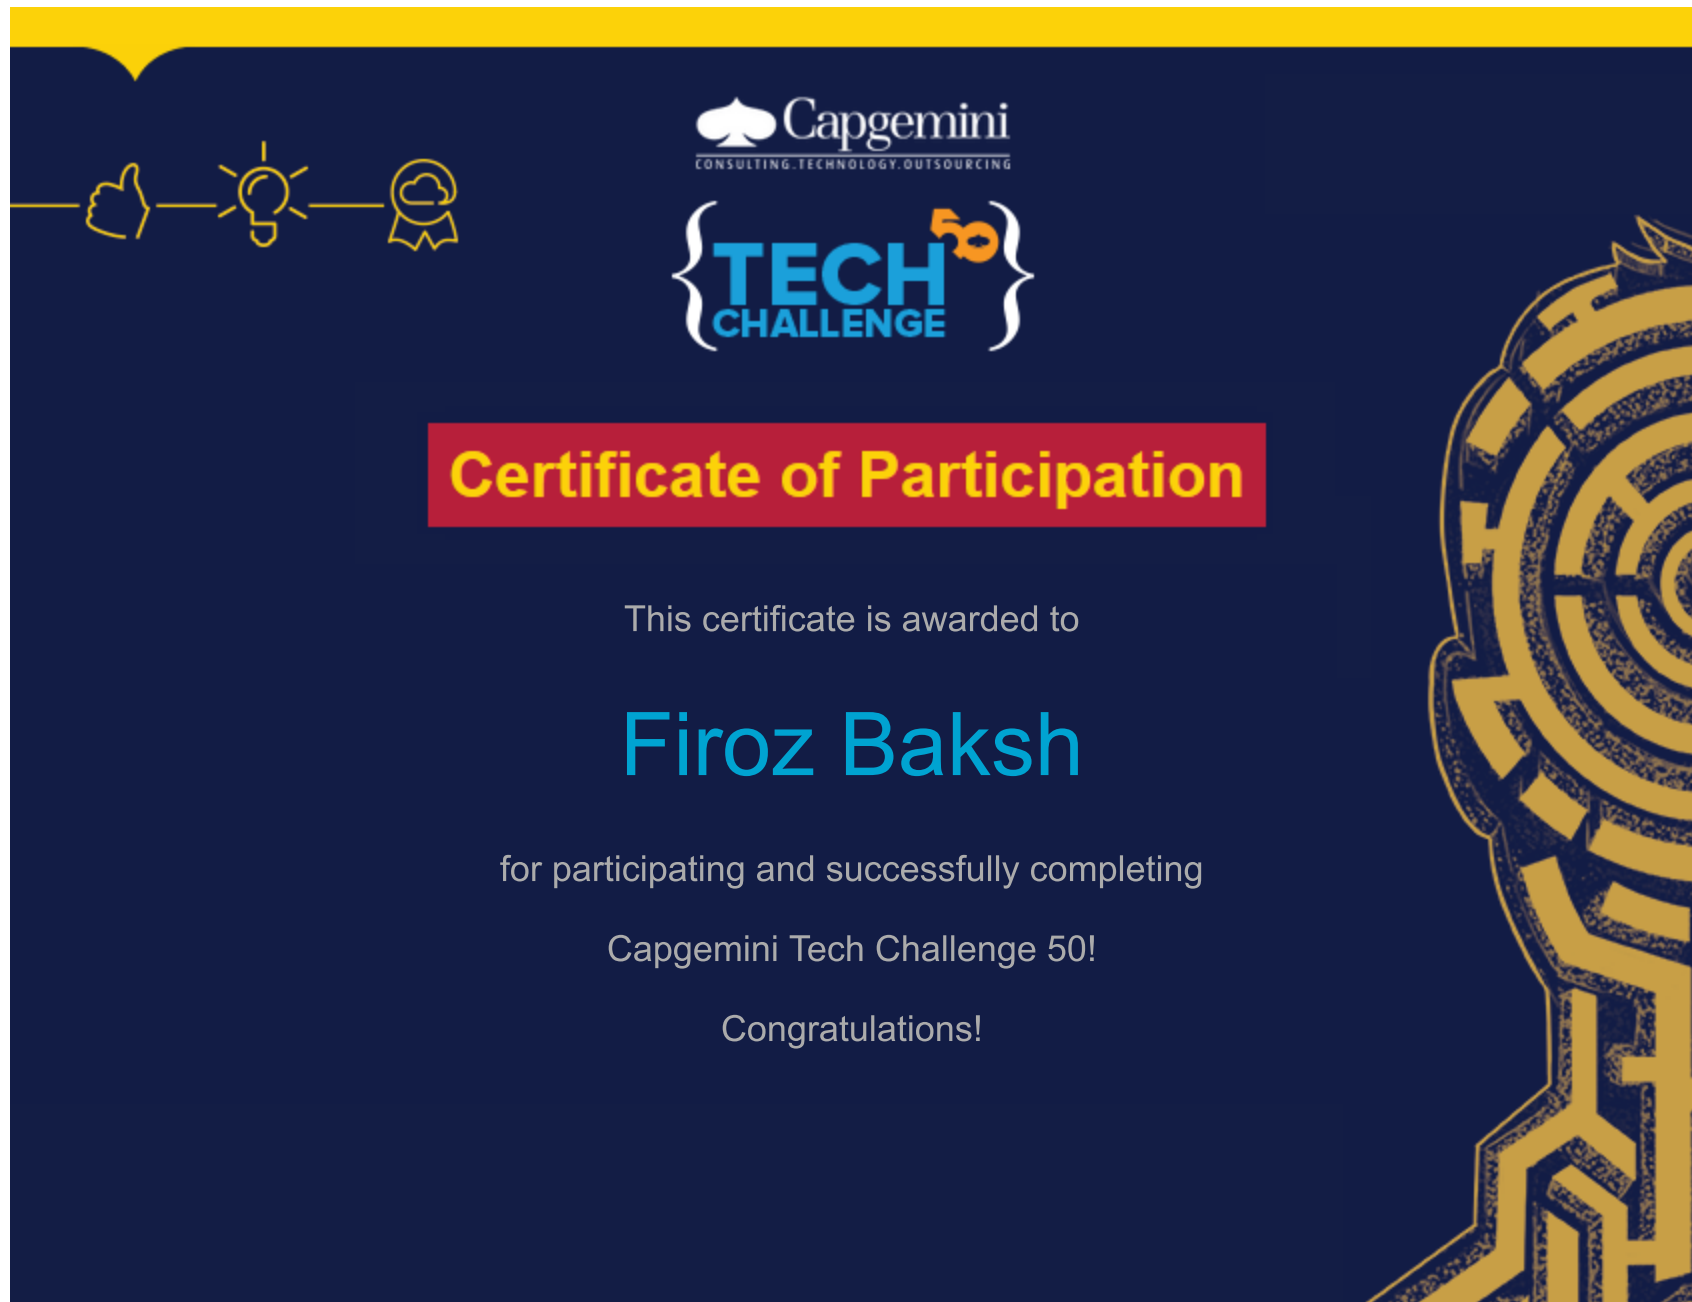 Capgemini
CONSULTING.TECHNOLOGY.OUTSOURCING
50
TECH
CHALLENGE
Certificate of Participation
This certificate is awarded to
Firoz Baksh
for participating and successfully completing
Capgemini Tech Challenge 50!
Congratulations!